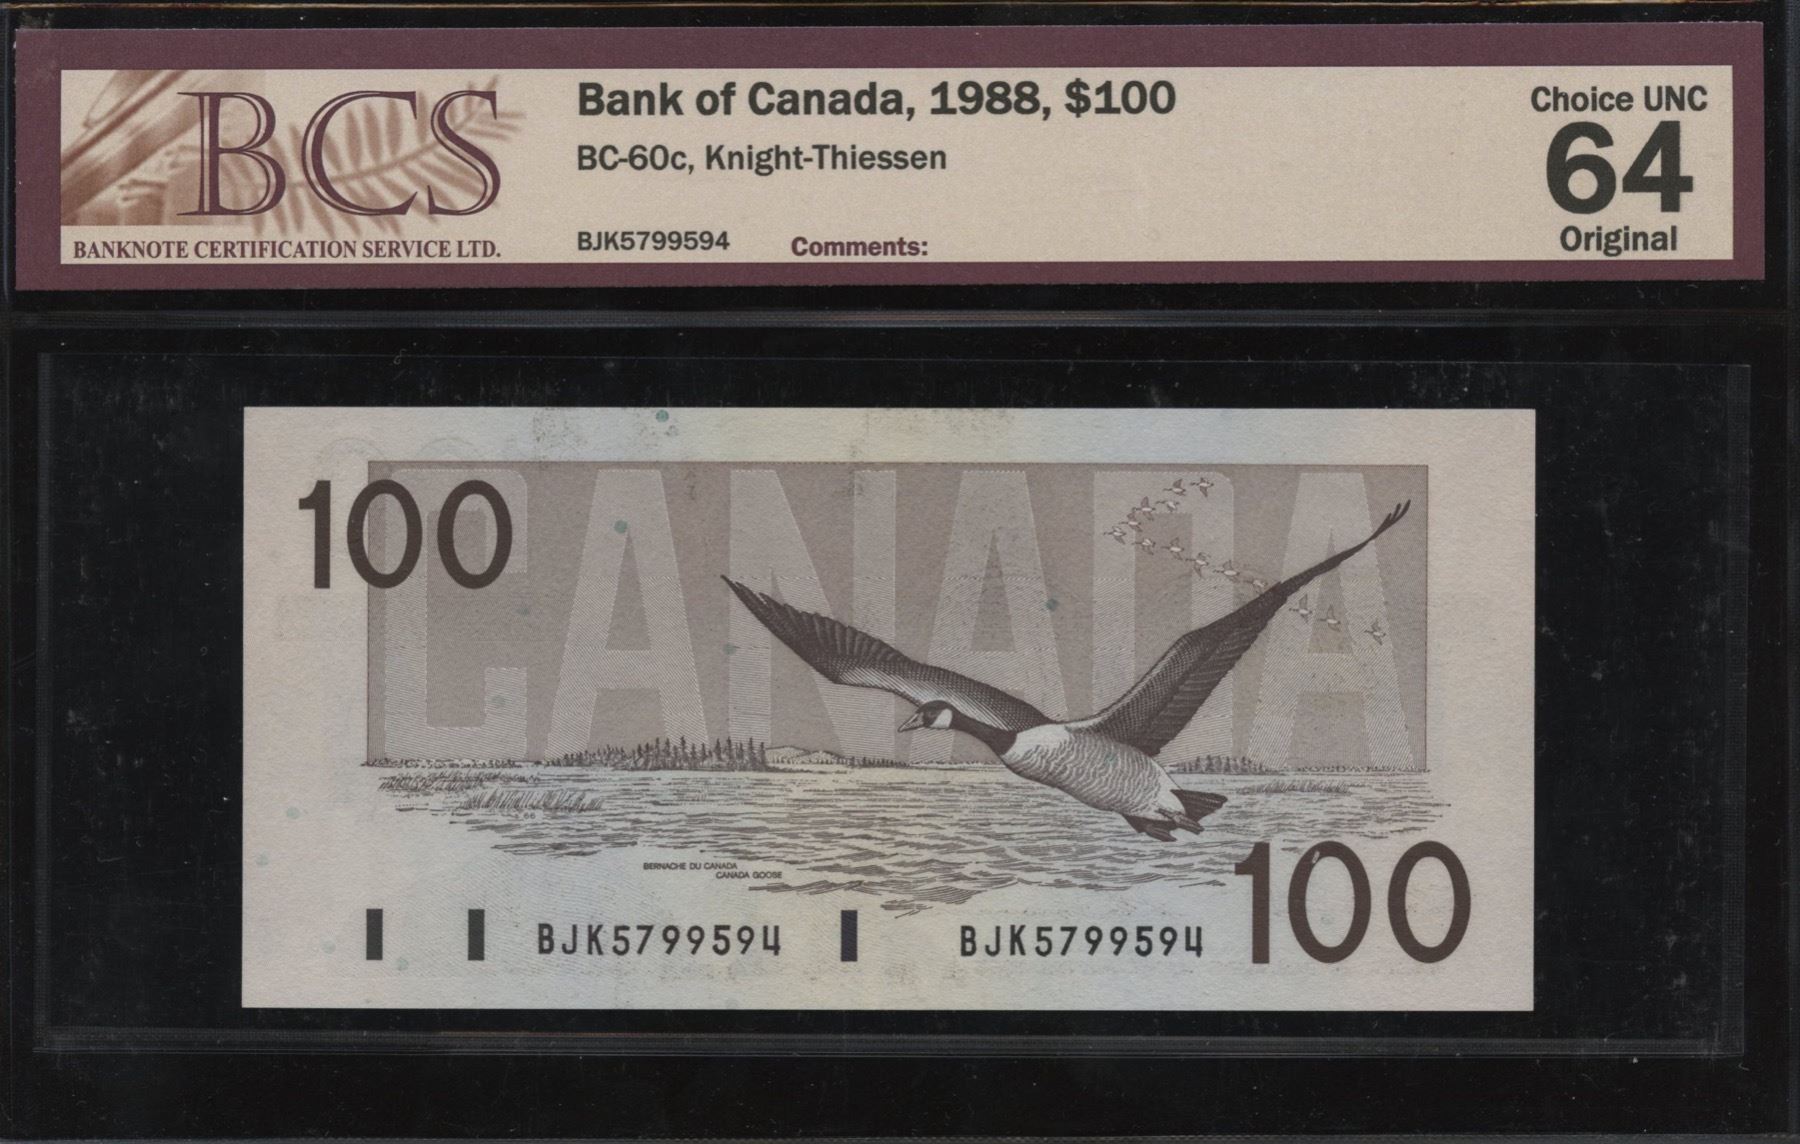 BCS
BANKNOTE CERTIFICATION SERVICE LTD.
Bank of Canada, 1988, $100
BC-60c, Knight-Thiessen
BJK5799594
Comments:
Choice UNC
64
Original
100
CANADA
BERNACHE DU CANADA
CANADA GOOSE
BJK5799594
BJK5799594
100